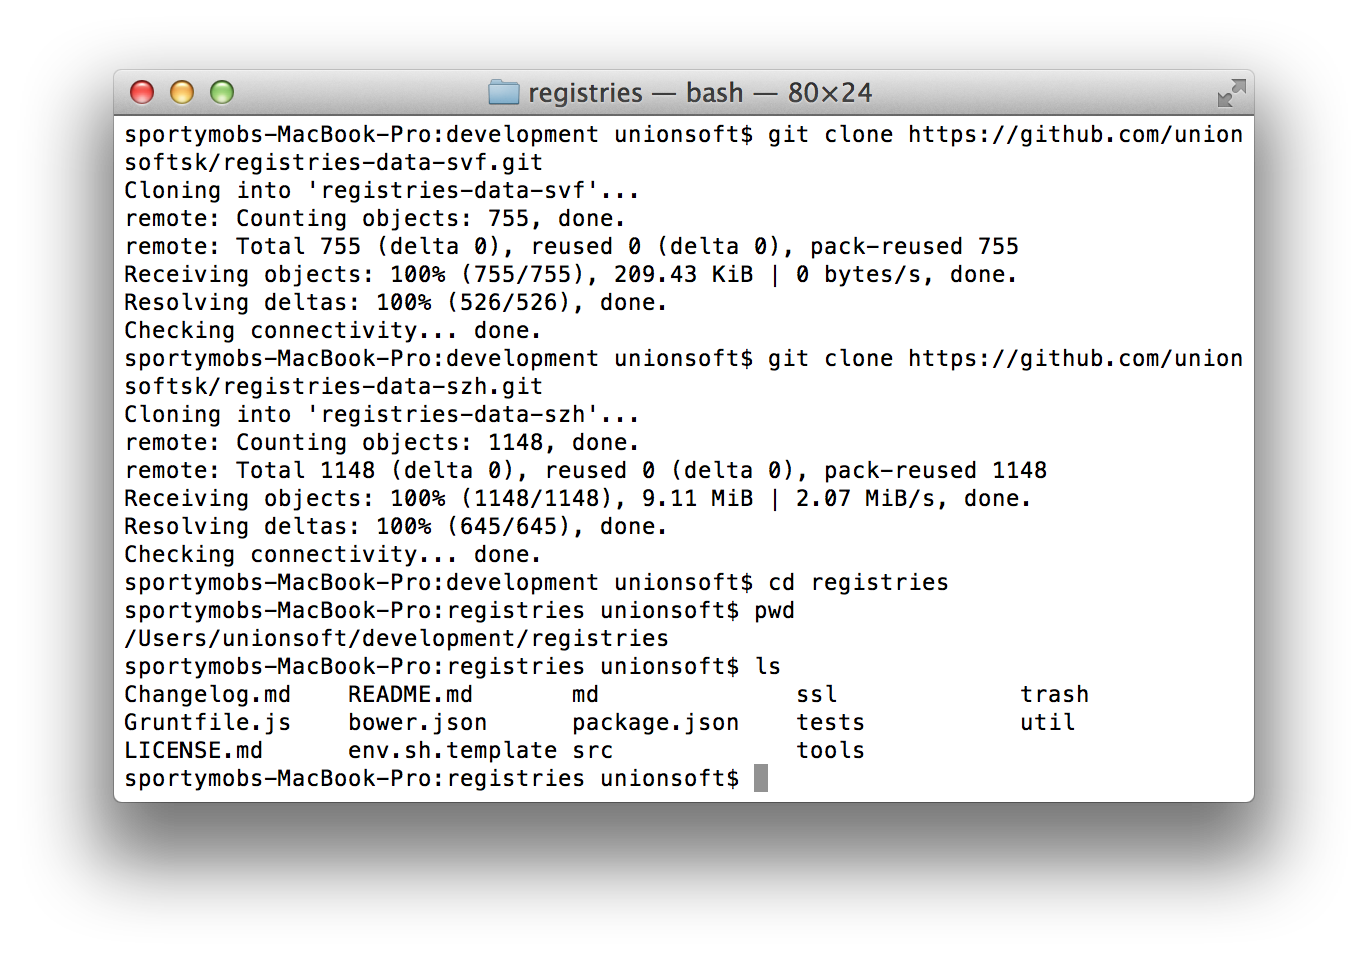 registries — bash — 80×24
sportymobs-MacBook-Pro:development unionsoft$ git clone https://github.com/union
softsk/registries-data-svf.git
Cloning into 'registries-data-svf'...
remote: Counting objects: 755, done.
remote: Total 755 (delta 0), reused 0 (delta 0), pack-reused 755
Receiving objects: 100% (755/755), 209.43 KiB | 0 bytes/s, done.
Resolving deltas: 100% (526/526), done.
Checking connectivity... done.
sportymobs-MacBook-Pro:development unionsoft$ git clone https://github.com/union
softsk/registries-data-szh.git
Cloning into 'registries-data-szh'...
remote: Counting objects: 1148, done.
remote: Total 1148 (delta 0), reused 0 (delta 0), pack-reused 1148
Receiving objects: 100% (1148/1148), 9.11 MiB | 2.07 MiB/s, done.
Resolving deltas: 100% (645/645), done.
Checking connectivity... done.
sportymobs-MacBook-Pro:development unionsoft$ cd registries
sportymobs-MacBook-Pro:registries unionsoft$ pwd
/Users/unionsoft/development/registries
sportymobs-MacBook-Pro:registries unionsoft$ ls
Changelog.md    README.md       md              ssl             trash
Gruntfile.js    bower.json      package.json    tests           util
LICENSE.md      env.sh.template src             tools
sportymobs-MacBook-Pro:registries unionsoft$